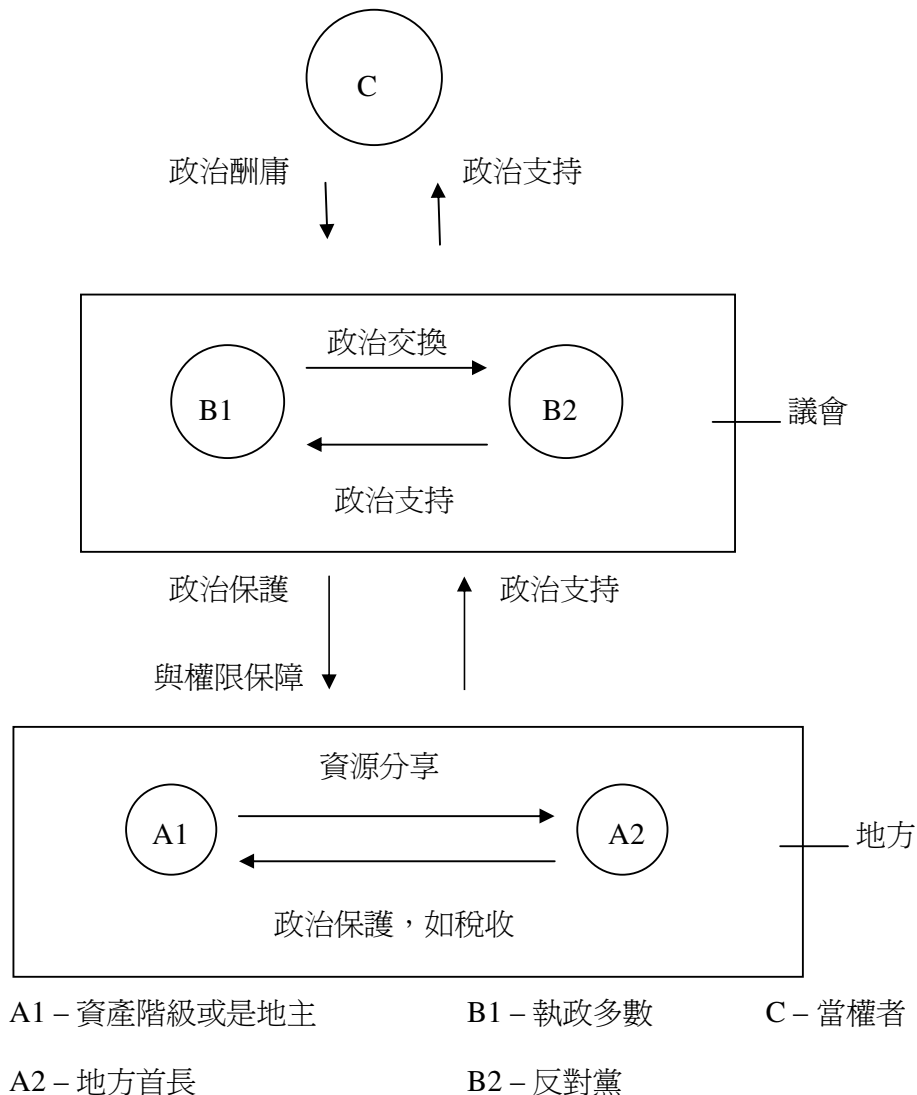 C
政治酬庸 政治支持
政治交換
B1 B2
議會
政治支持
政治保護 政治支持
與權限保障
資源分享
A1 A2
地方
政治保護，如稅收
A1 – 資產階級或是地主 B1 – 執政多數 C – 當權者
A2 – 地方首長 B2 – 反對黨